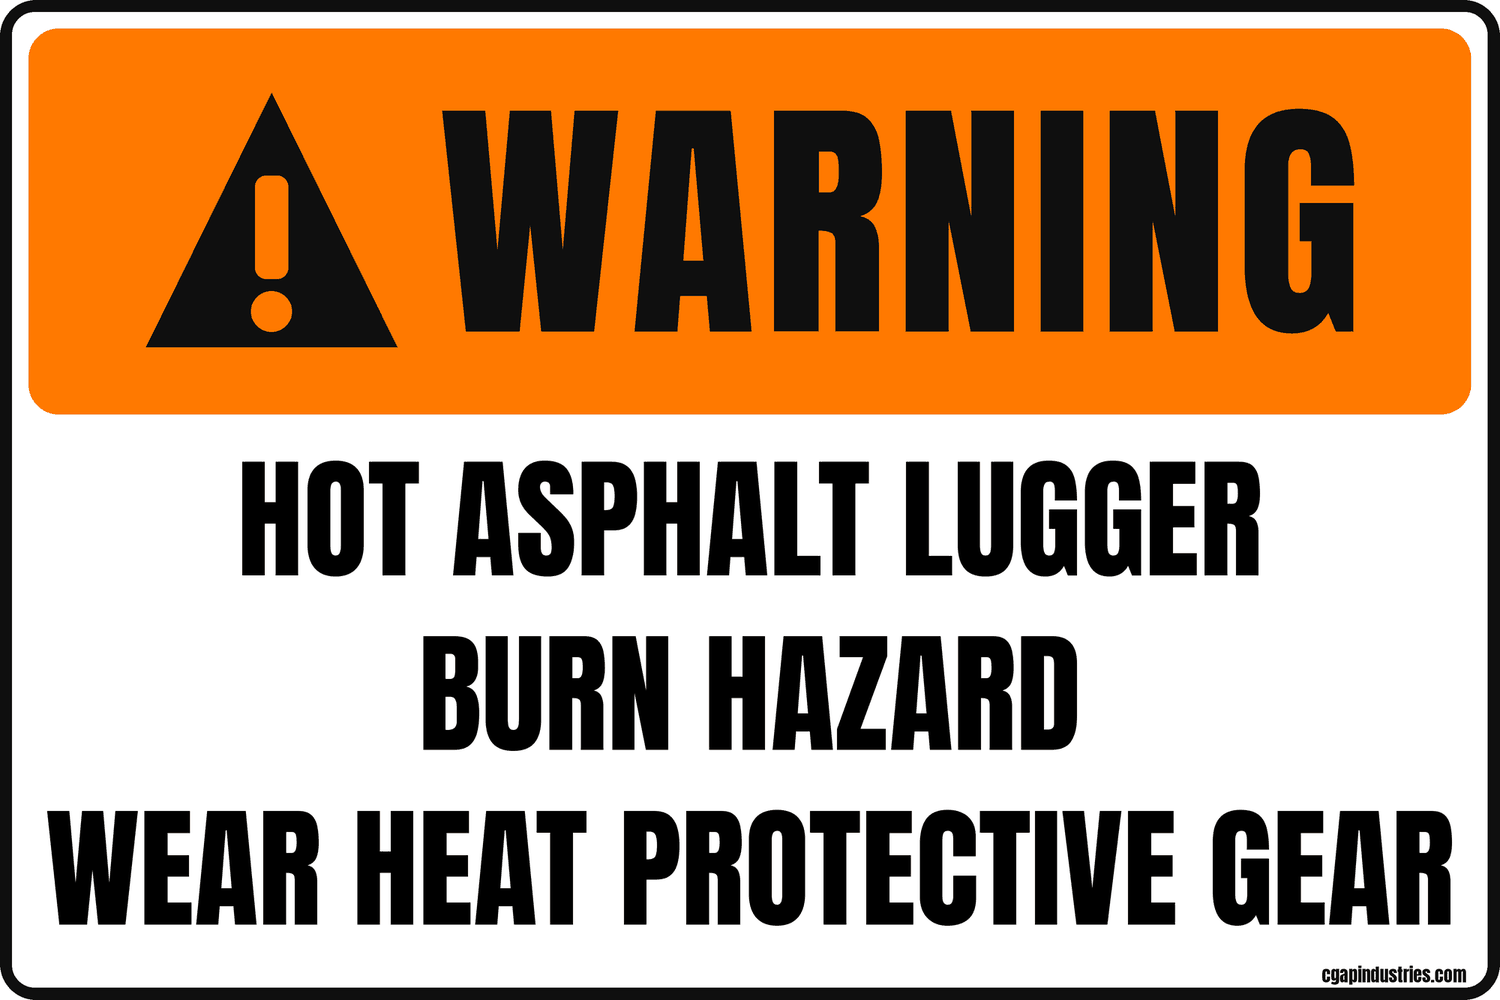 WARNING
HOT ASPHALT LUGGER
BURN HAZARD
WEAR HEAT PROTECTIVE GEAR
cgapindustries.com